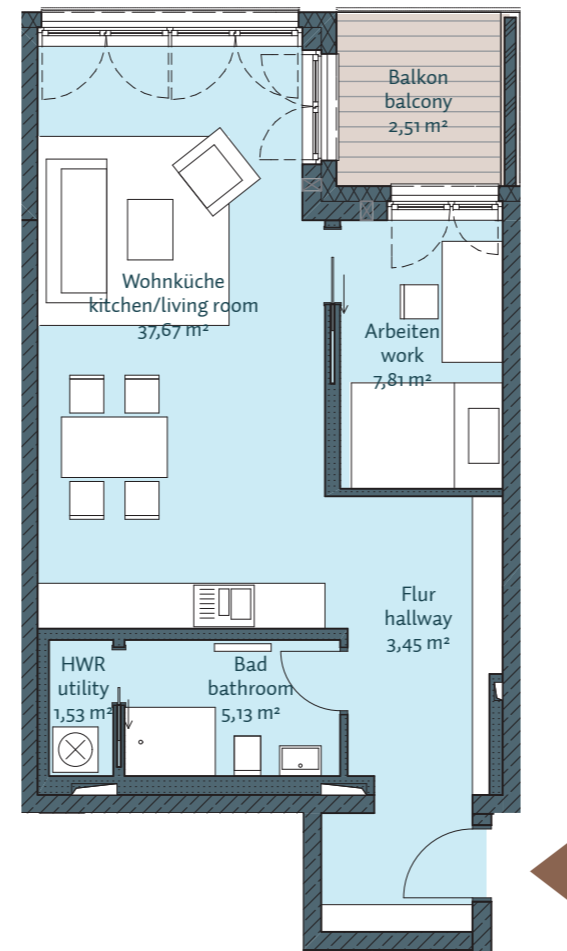 Balkon
balcony
2,51 m²
Wohnküche
kitchen/living room
37,67 m²
Arbeiten
work
7,81 m²
Flur
hallway
3,45 m²
HWR
utility
1,53 m²
Bad
bathroom
5,13 m²